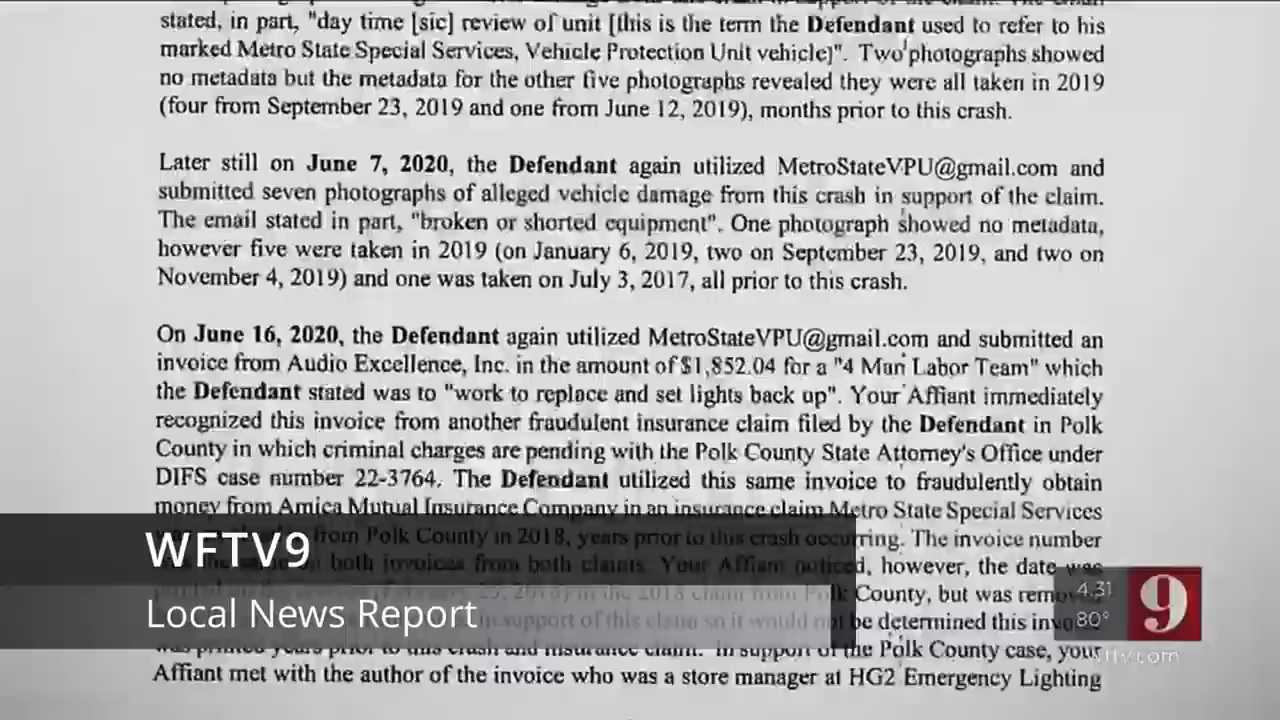 stated, in part, "day time [sic] review of unit [this is the term the Defendant used to refer to his
marked Metro State Special Services, Vehicle Protection Unit vehicle]". Two photographs showed
no metadata but the metadata for the other five photographs revealed they were all taken in 2019
(four from September 23, 2019 and one from June 12, 2019), months prior to this crash.
Later still on June 7, 2020, the Defendant again utilized MetroStateVPU@gmail.com and
submitted seven photographs of alleged vehicle damage from this crash in support of the claim.
The email stated in part, "broken or shorted equipment". One photograph showed no metadata,
however five were taken in 2019 (on January 6, 2019, two on September 23, 2019, and two on
November 4, 2019) and one was taken on July 3, 2017, all prior to this crash.
On June 16, 2020, the Defendant again utilized MetroStateVPU@gmail.com and submitted an
invoice from Audio Excellence, Inc. in the amount of $1,852.04 for a "4 Man Labor Team" which
the Defendant stated was to "work to replace and set lights back up". Your Affiant immediately
recognized this invoice from another fraudulent insurance claim filed by the Defendant in Polk
County in which criminal charges are pending with the Polk County State Attorney's Office under
DIFS case number 22-3764. The Defendant utilized this same invoice to fraudulently obtain
money from Amica Mutual Insurance Company in an insurance claim Metro State Special Services
from Polk County in 2018, years prior to this crash occurring. The invoice number
both invoices from both claims. Your Affiant noticed, however, the date was
in the 2018 claim from Polk County, but was
in support of this claim so it would not be determined this
was printed years prior to this crash and insurance claim. In support of the Polk County case, your
Affiant met with the author of the invoice who was a store manager at HG2 Emergency Lighting
WFTV9
Local News Report
4:31
80°
9
wftv.com